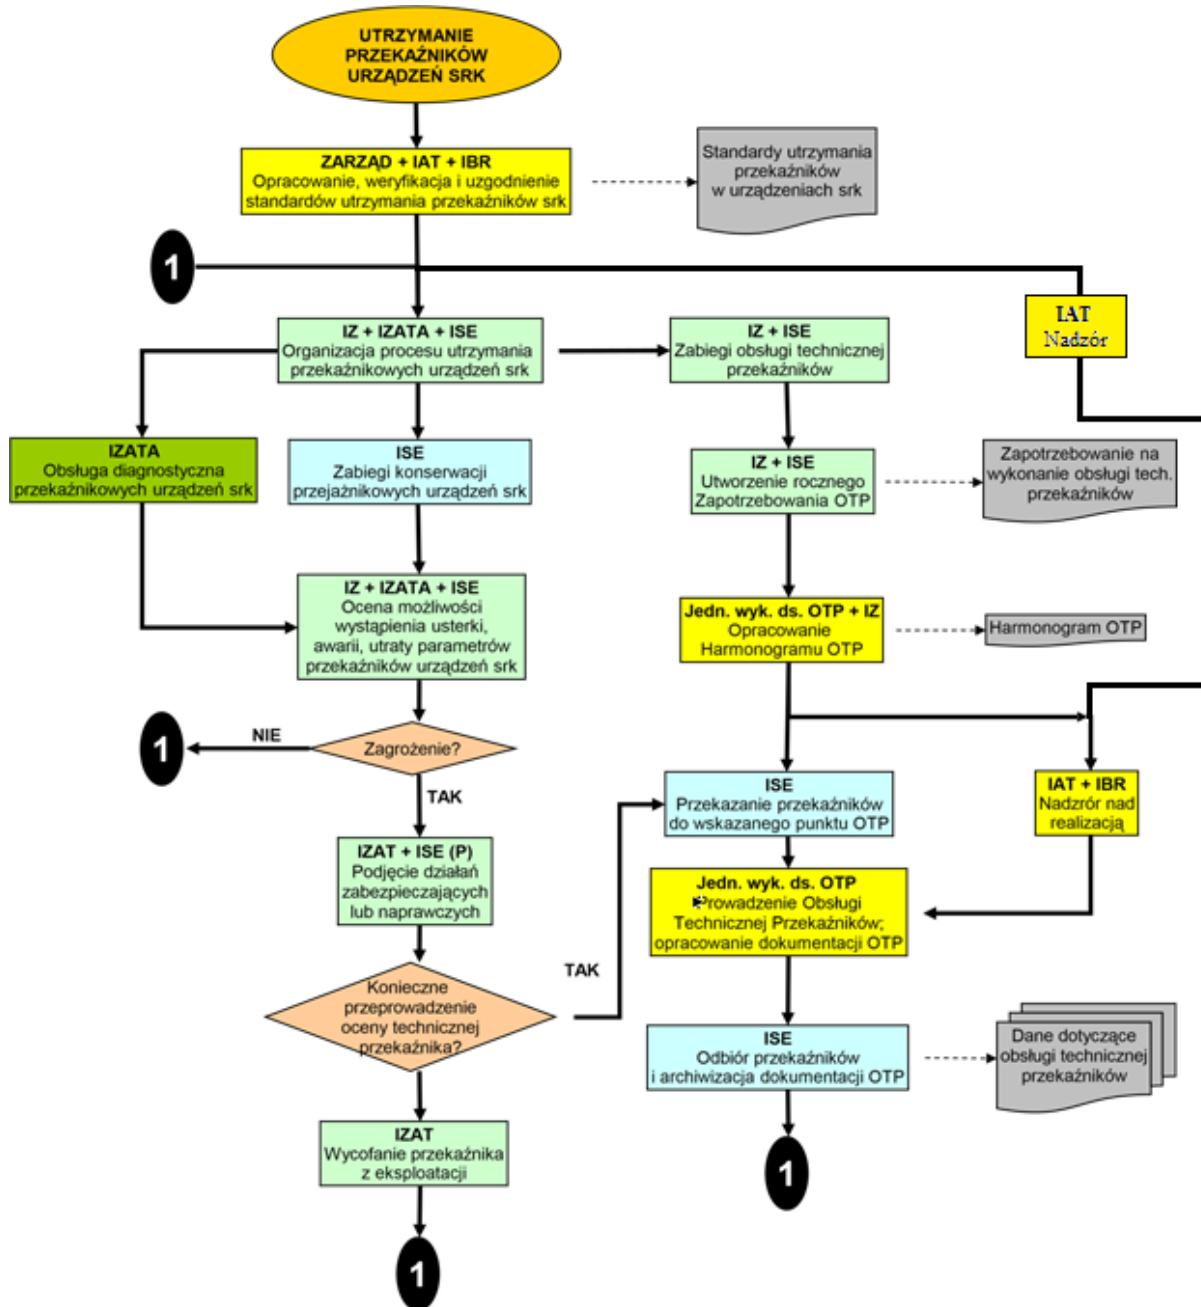 UTRZYMANIE
PRZEKAŹNIKÓW
URZĄDZEŃ SRK
ZARZĄD + IAT + IBR
Opracowanie, weryfikacja i uzgodnienie
standardów utrzymania przekaźników srk
Standardy utrzymania
przekaźników
w urządzeniach srk
1
IAT
Nadzór
IZ + IZATA + ISE
Organizacja procesu utrzymania
przekaźnikowych urządzeń srk
IZ + ISE
Zabiegi obsługi technicznej
przekaźników
IZATA
Obsługa diagnostyczna
przekaźnikowych urządzeń srk
ISE
Zabiegi konserwacji
przejaźnikowych urządzeń srk
IZ + ISE
Utworzenie rocznego
Zapotrzebowania OTP
Zapotrzebowanie na
wykonanie obsługi tech.
przekaźników
IZ + IZATA + ISE
Ocena możliwości
wystąpienia usterki,
awarii, utraty parametrów
przekaźników urządzeń srk
Jedn. wyk. ds. OTP + IZ
Opracowanie
Harmonogramu OTP
Harmonogram OTP
1
NIE
Zagrożenie?
TAK
ISE
Przekazanie przekaźników
do wskazanego punktu OTP
IAT + IBR
Nadzrór nad
realizacją
IZAT + ISE (P)
Podjęcie działań
zabezpieczających
lub naprawczych
Jedn. wyk. ds. OTP
Prowadzenie Obsługi
Technicznej Przekaźników;
opracowanie dokumentacji OTP
Konieczne
przeprowadzenie
oceny technicznej
przekaźnika?
TAK
ISE
Odbiór przekaźników
i archiwizacja dokumentacji OTP
Dane dotyczące
obsługi technicznej
przekaźników
IZAT
Wycofanie przekaźnika
z eksploatacji
1
1